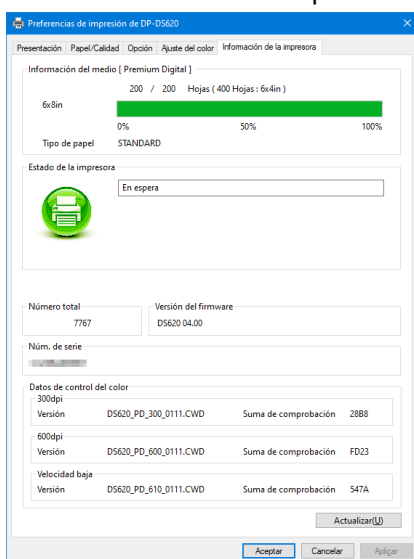 Preferencias de impresión de DP-DS620
Presentación Papel/Calidad Opción Ajuste del color Información de la impresora
Información del medio [ Premium Digital ]
200 / 200 Hojas ( 400 Hojas : 6x4in )
6x8in
0% 50% 100%
Tipo de papel STANDARD
Estado de la impresora
En espera
Número total Versión del firmware
7767 DS620 04.00
Núm. de serie
Datos de control del color
300dpi
Versión DS620_PD_300_0111.CWD Suma de comprobación 28B8
600dpi
Versión DS620_PD_600_0111.CWD Suma de comprobación FD23
Velocidad baja
Versión DS620_PD_610_0111.CWD Suma de comprobación 547A
Actualizar(U)
Aceptar Cancelar Aplicar